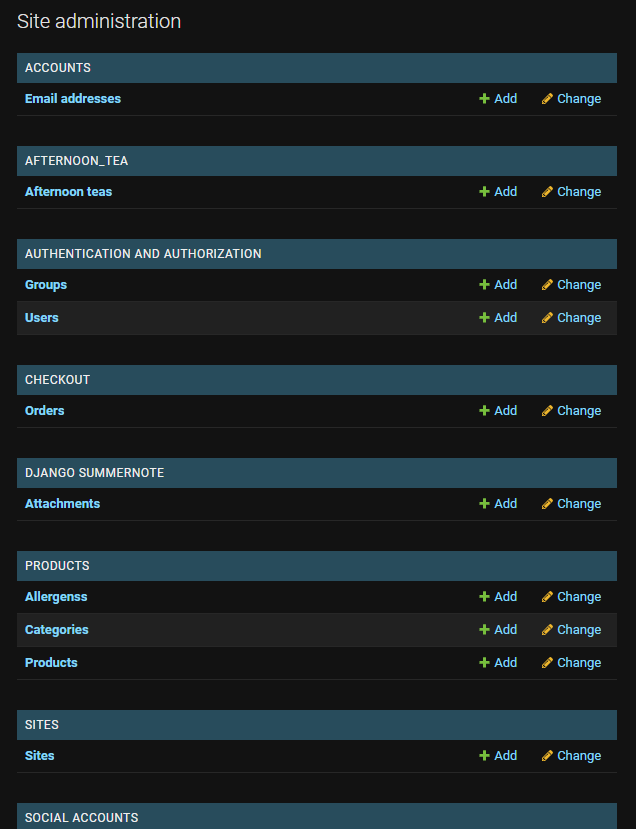 Site administration
ACCOUNTS
Email addresses Add Change
AFTERNOON_TEA
Afternoon teas Add Change
AUTHENTICATION AND AUTHORIZATION
Groups Add Change
Users Add Change
CHECKOUT
Orders Add Change
DJANGO SUMMERNOTE
Attachments Add Change
PRODUCTS
Allergenss Add Change
Categories Add Change
Products Add Change
SITES
Sites Add Change
SOCIAL ACCOUNTS